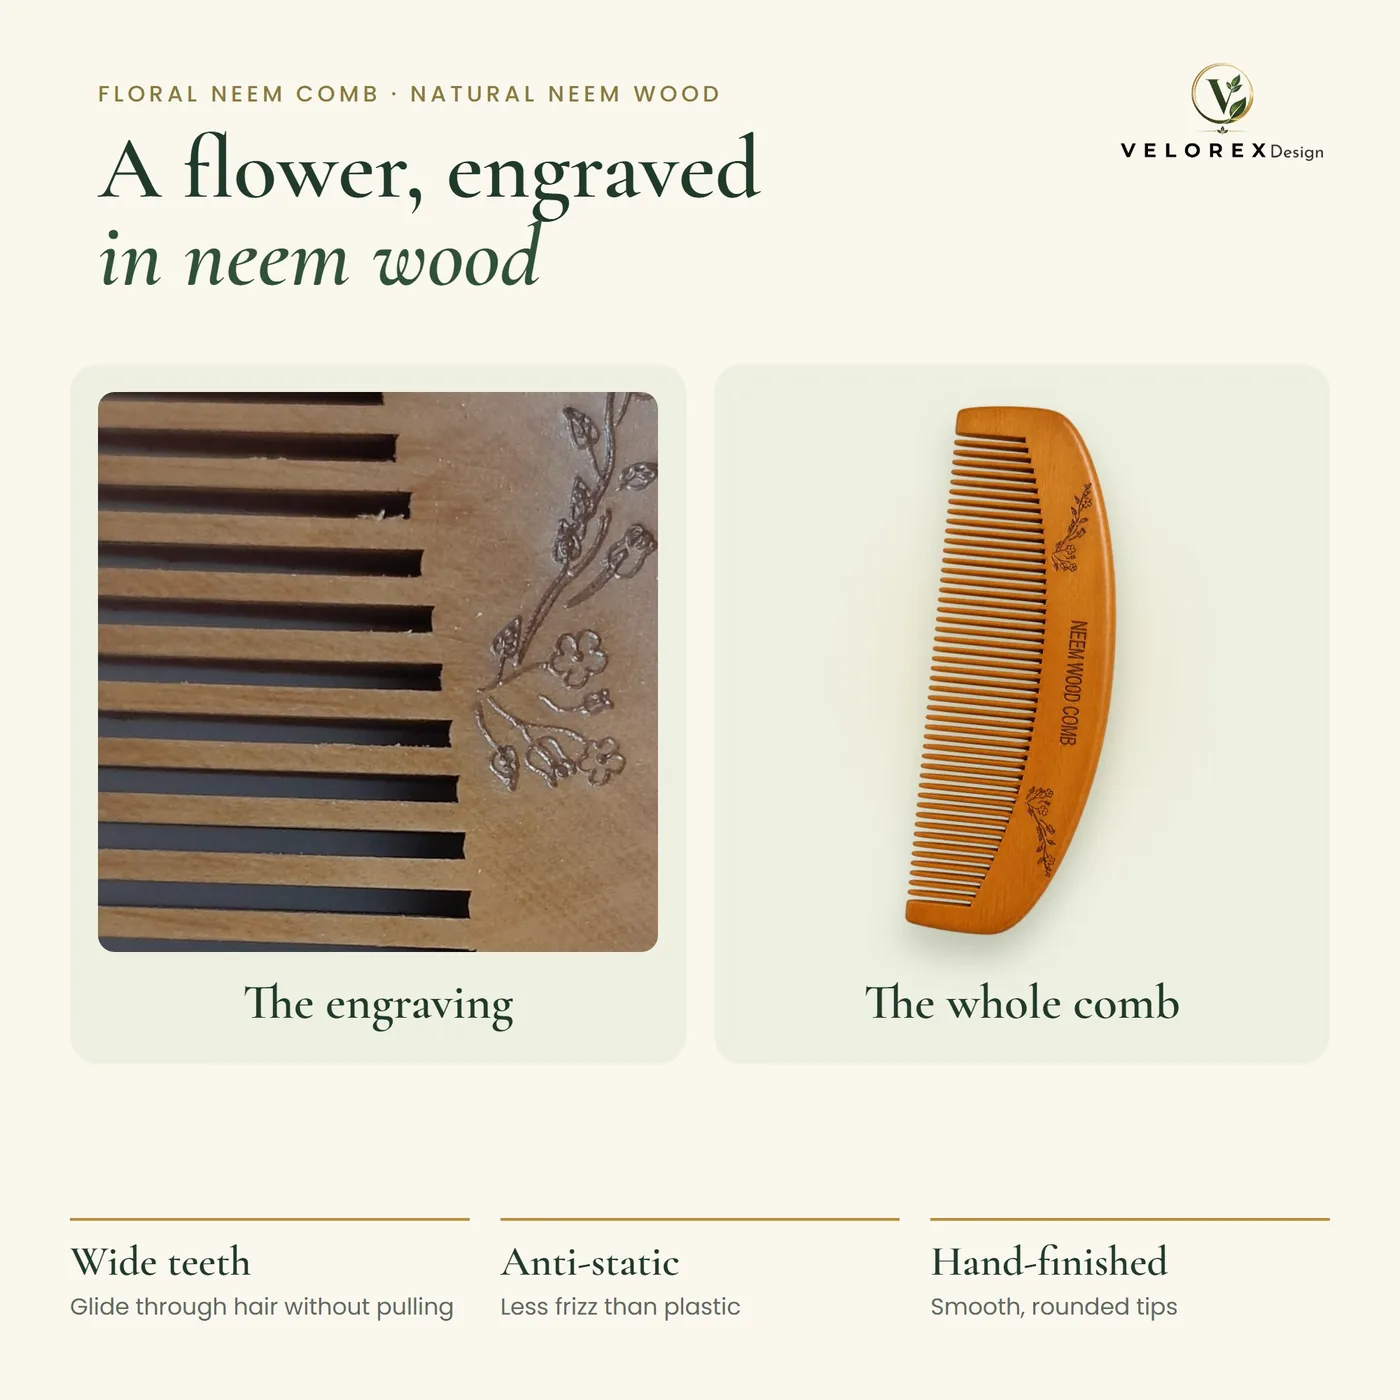 FLORAL NEEM COMB · NATURAL NEEM WOOD
A flower, engraved
in neem wood
V
VELOREX Design
NEEM WOOD COMB
The engraving
The whole comb
Wide teeth
Glide through hair without pulling
Anti-static
Less frizz than plastic
Hand-finished
Smooth, rounded tips